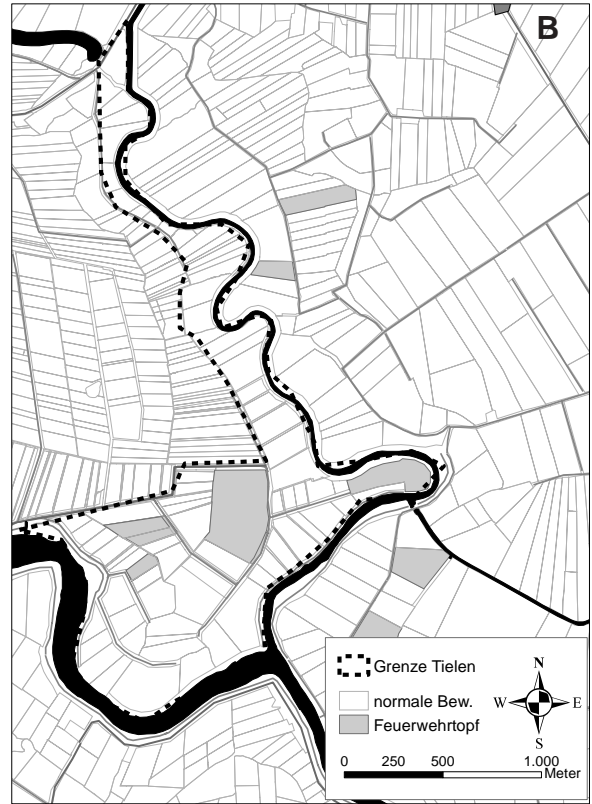 B
Grenze Tielen
normale Bew.
Feuerwehrtopf
N
W E
S
0 250 500 1.000
Meter